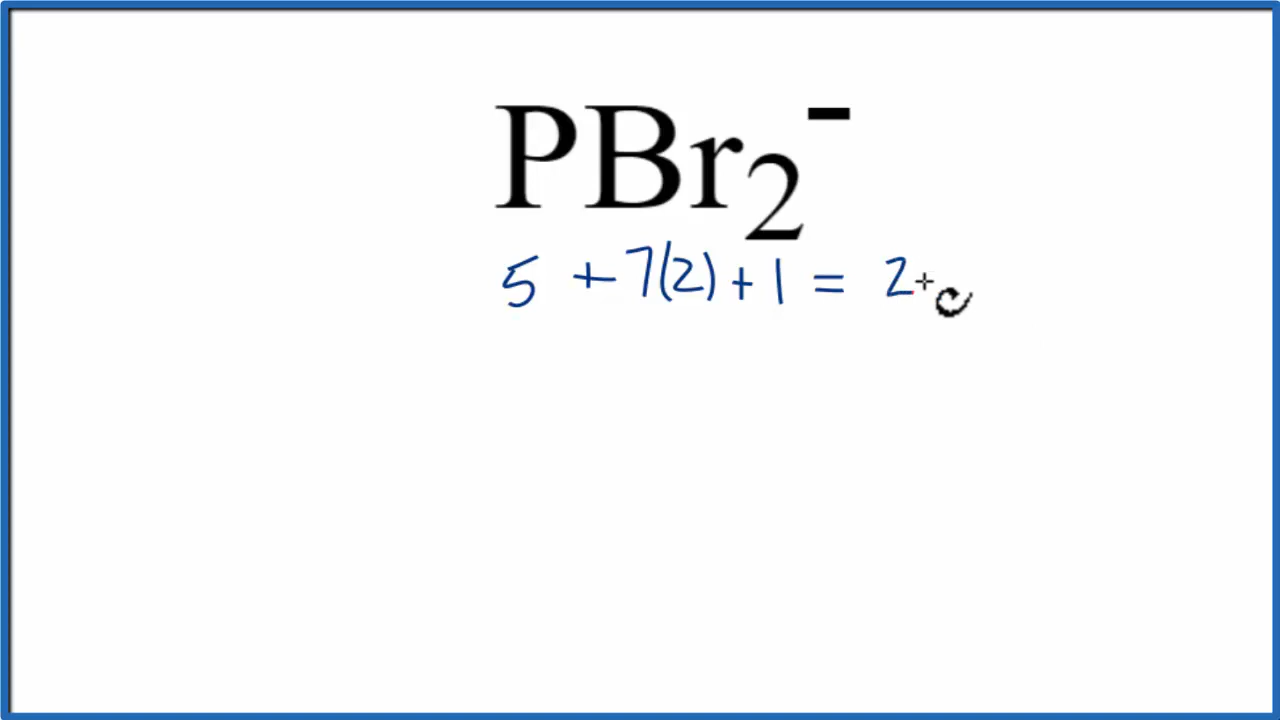 PBr₂⁻
5 + 7(2) + 1 = 2